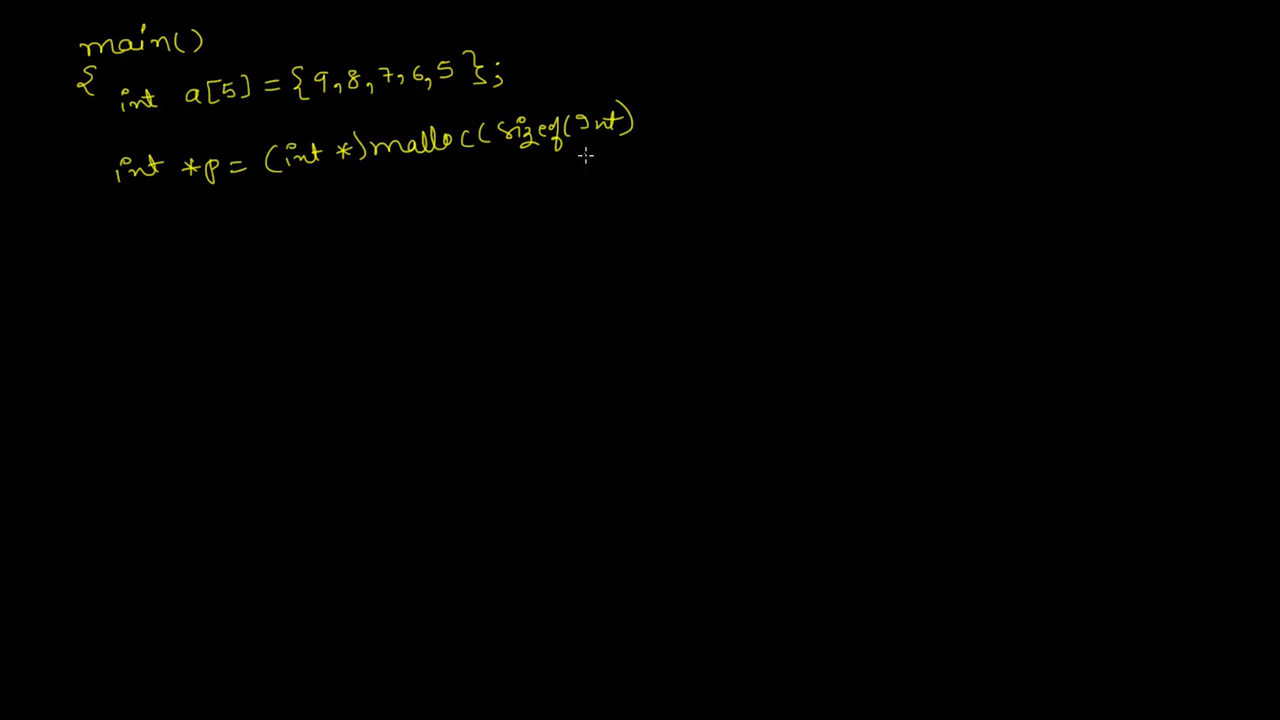 main()
{ int a[5] = {9,8,7,6,5};
int *p = (int *)malloc((sizeof(int)